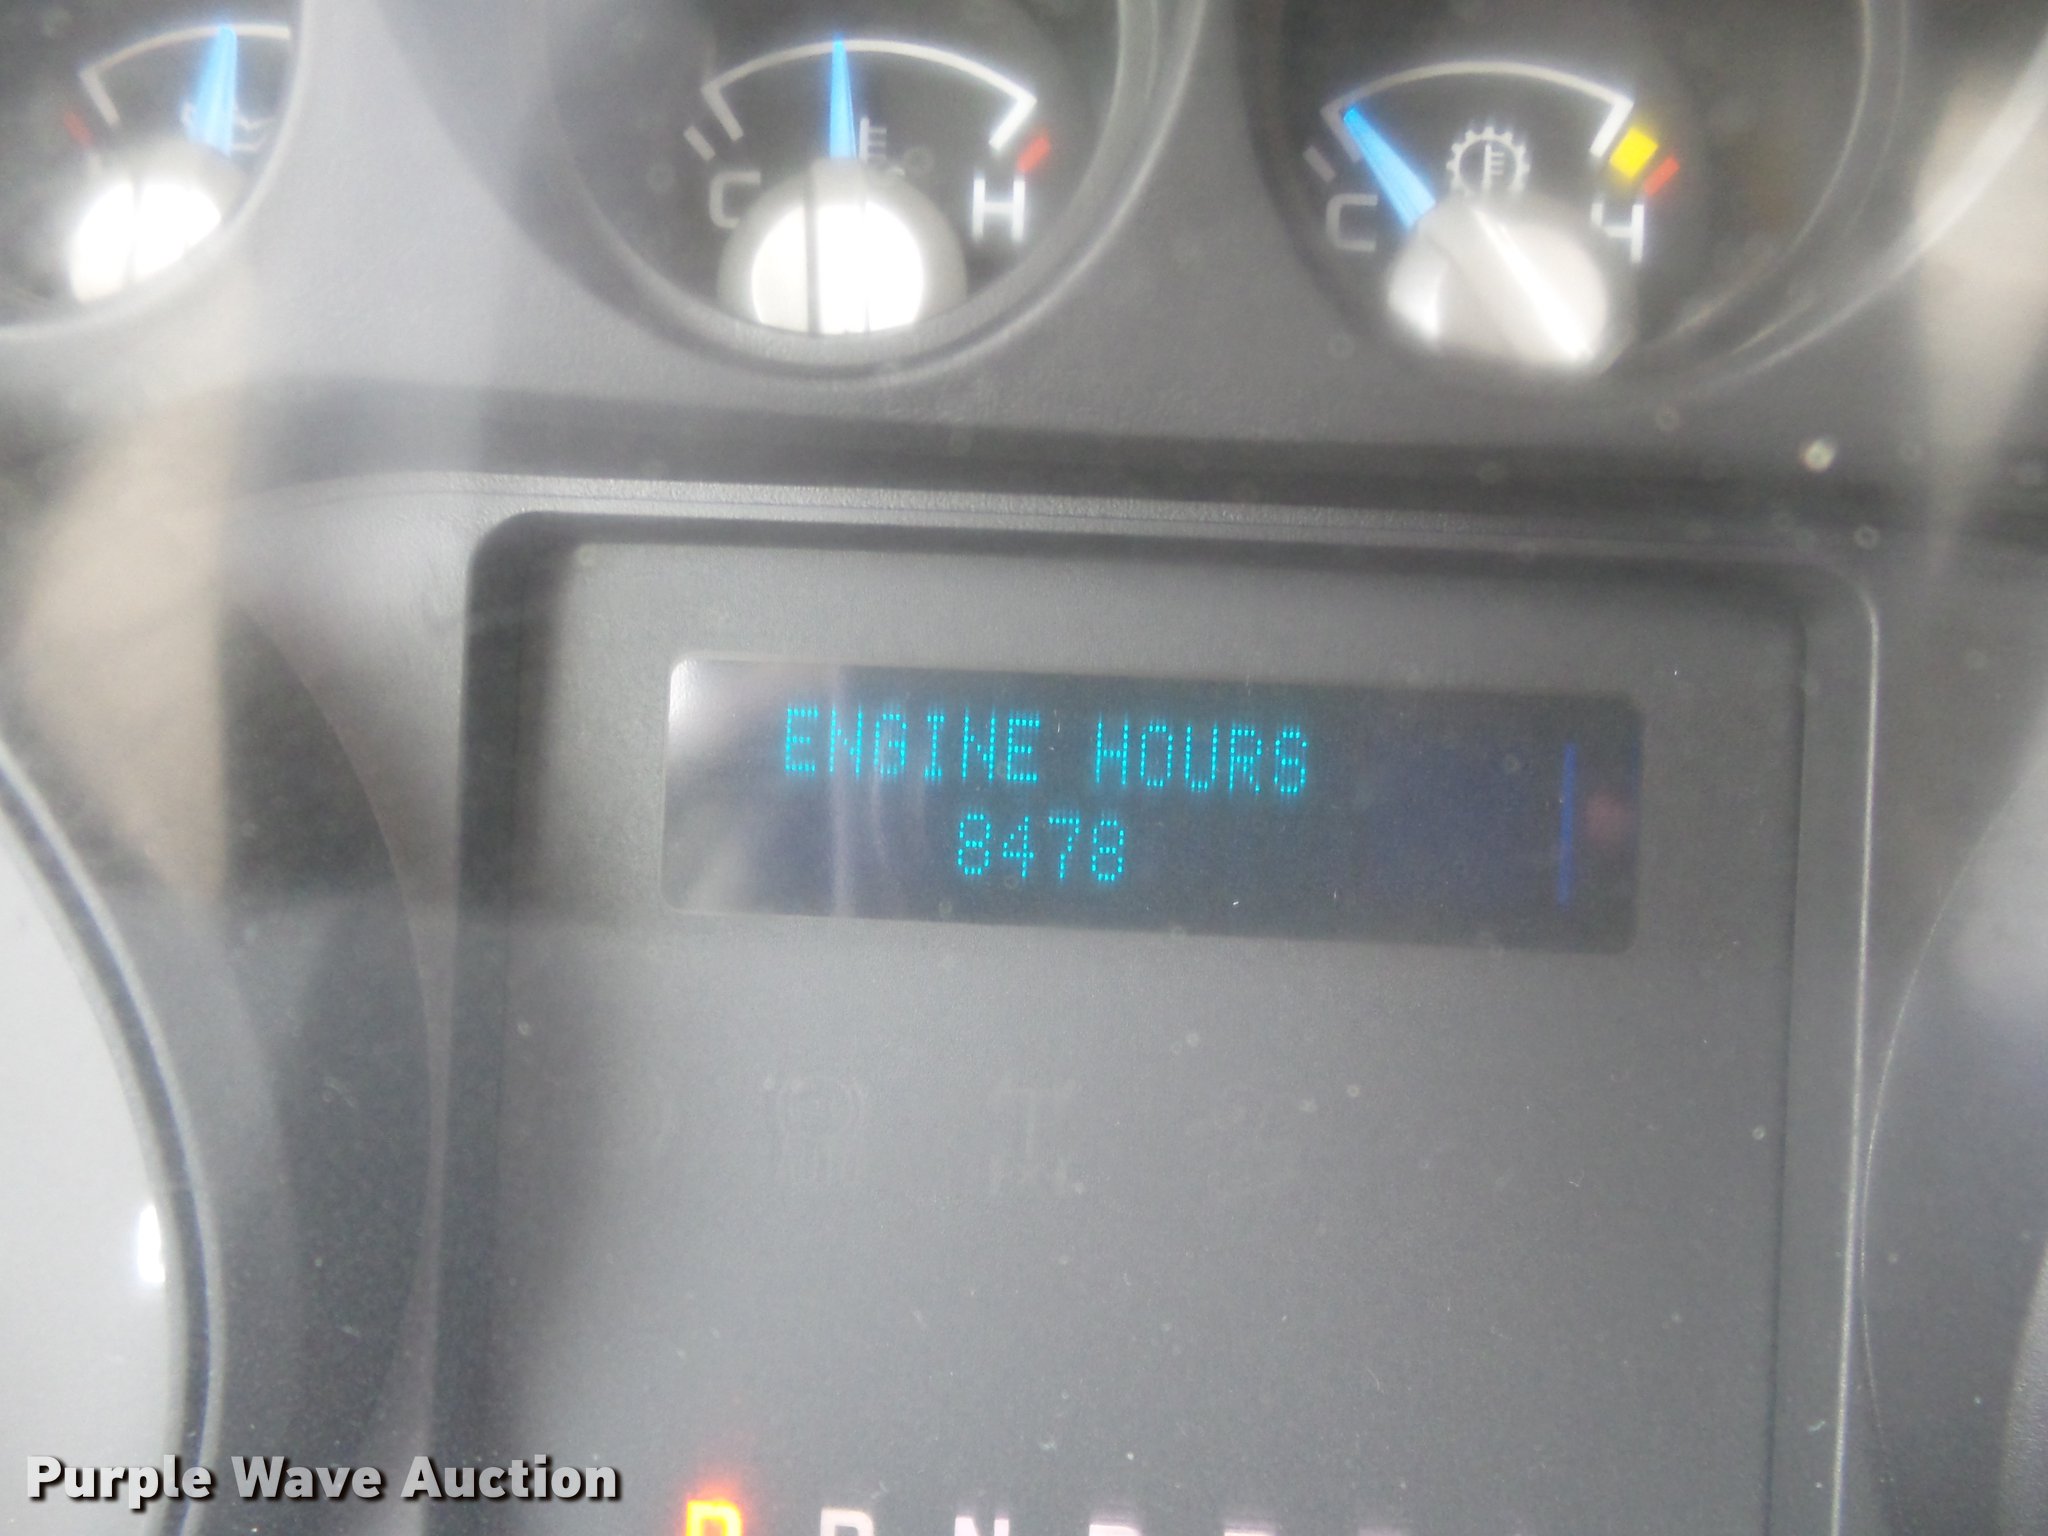 C H
C H
ENGINE HOURS
8478
P R N D
Purple Wave Auction